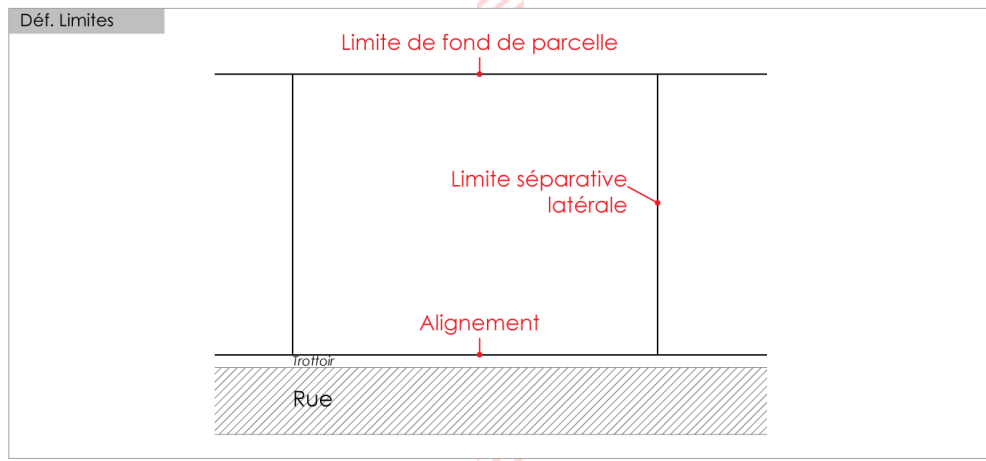 Déf. Limites
Limite de fond de parcelle
Limite séparative
latérale
Alignement
Trottoir
Rue